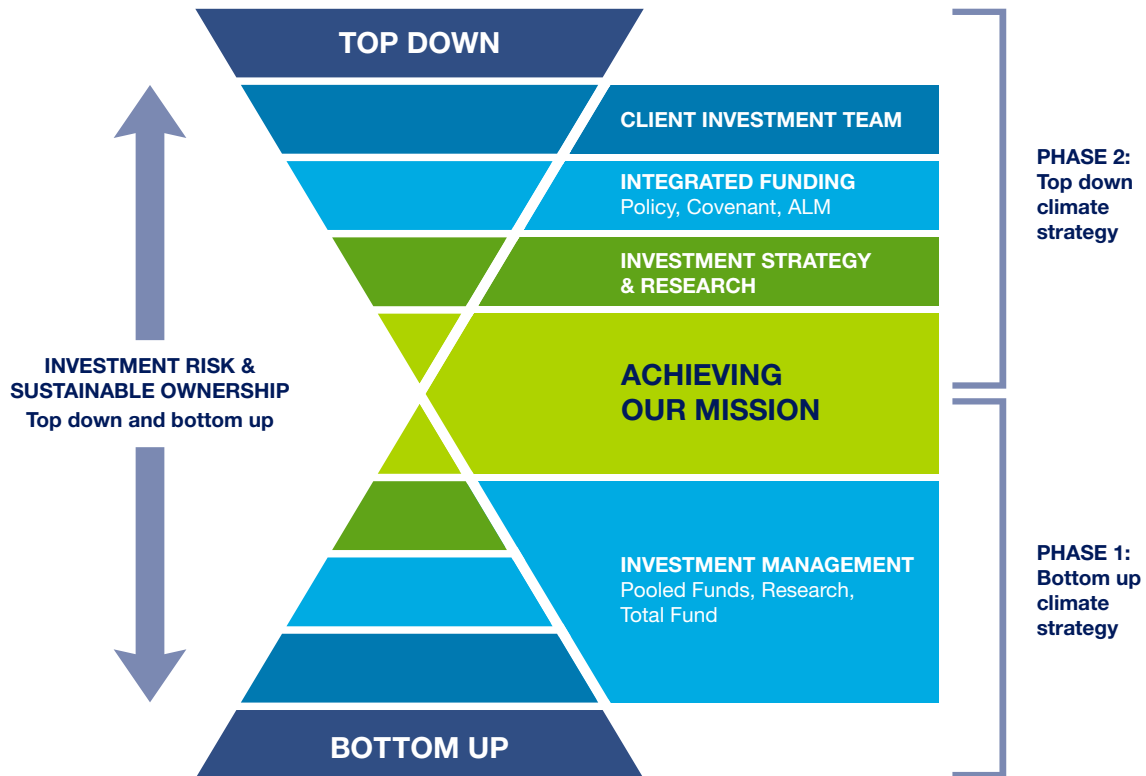 TOP DOWN
CLIENT INVESTMENT TEAM
INTEGRATED FUNDING
Policy, Covenant, ALM
INVESTMENT STRATEGY
& RESEARCH
PHASE 2:
Top down
climate
strategy
INVESTMENT RISK &
SUSTAINABLE OWNERSHIP
Top down and bottom up
ACHIEVING
OUR MISSION
INVESTMENT MANAGEMENT
Pooled Funds, Research,
Total Fund
PHASE 1:
Bottom up
climate
strategy
BOTTOM UP